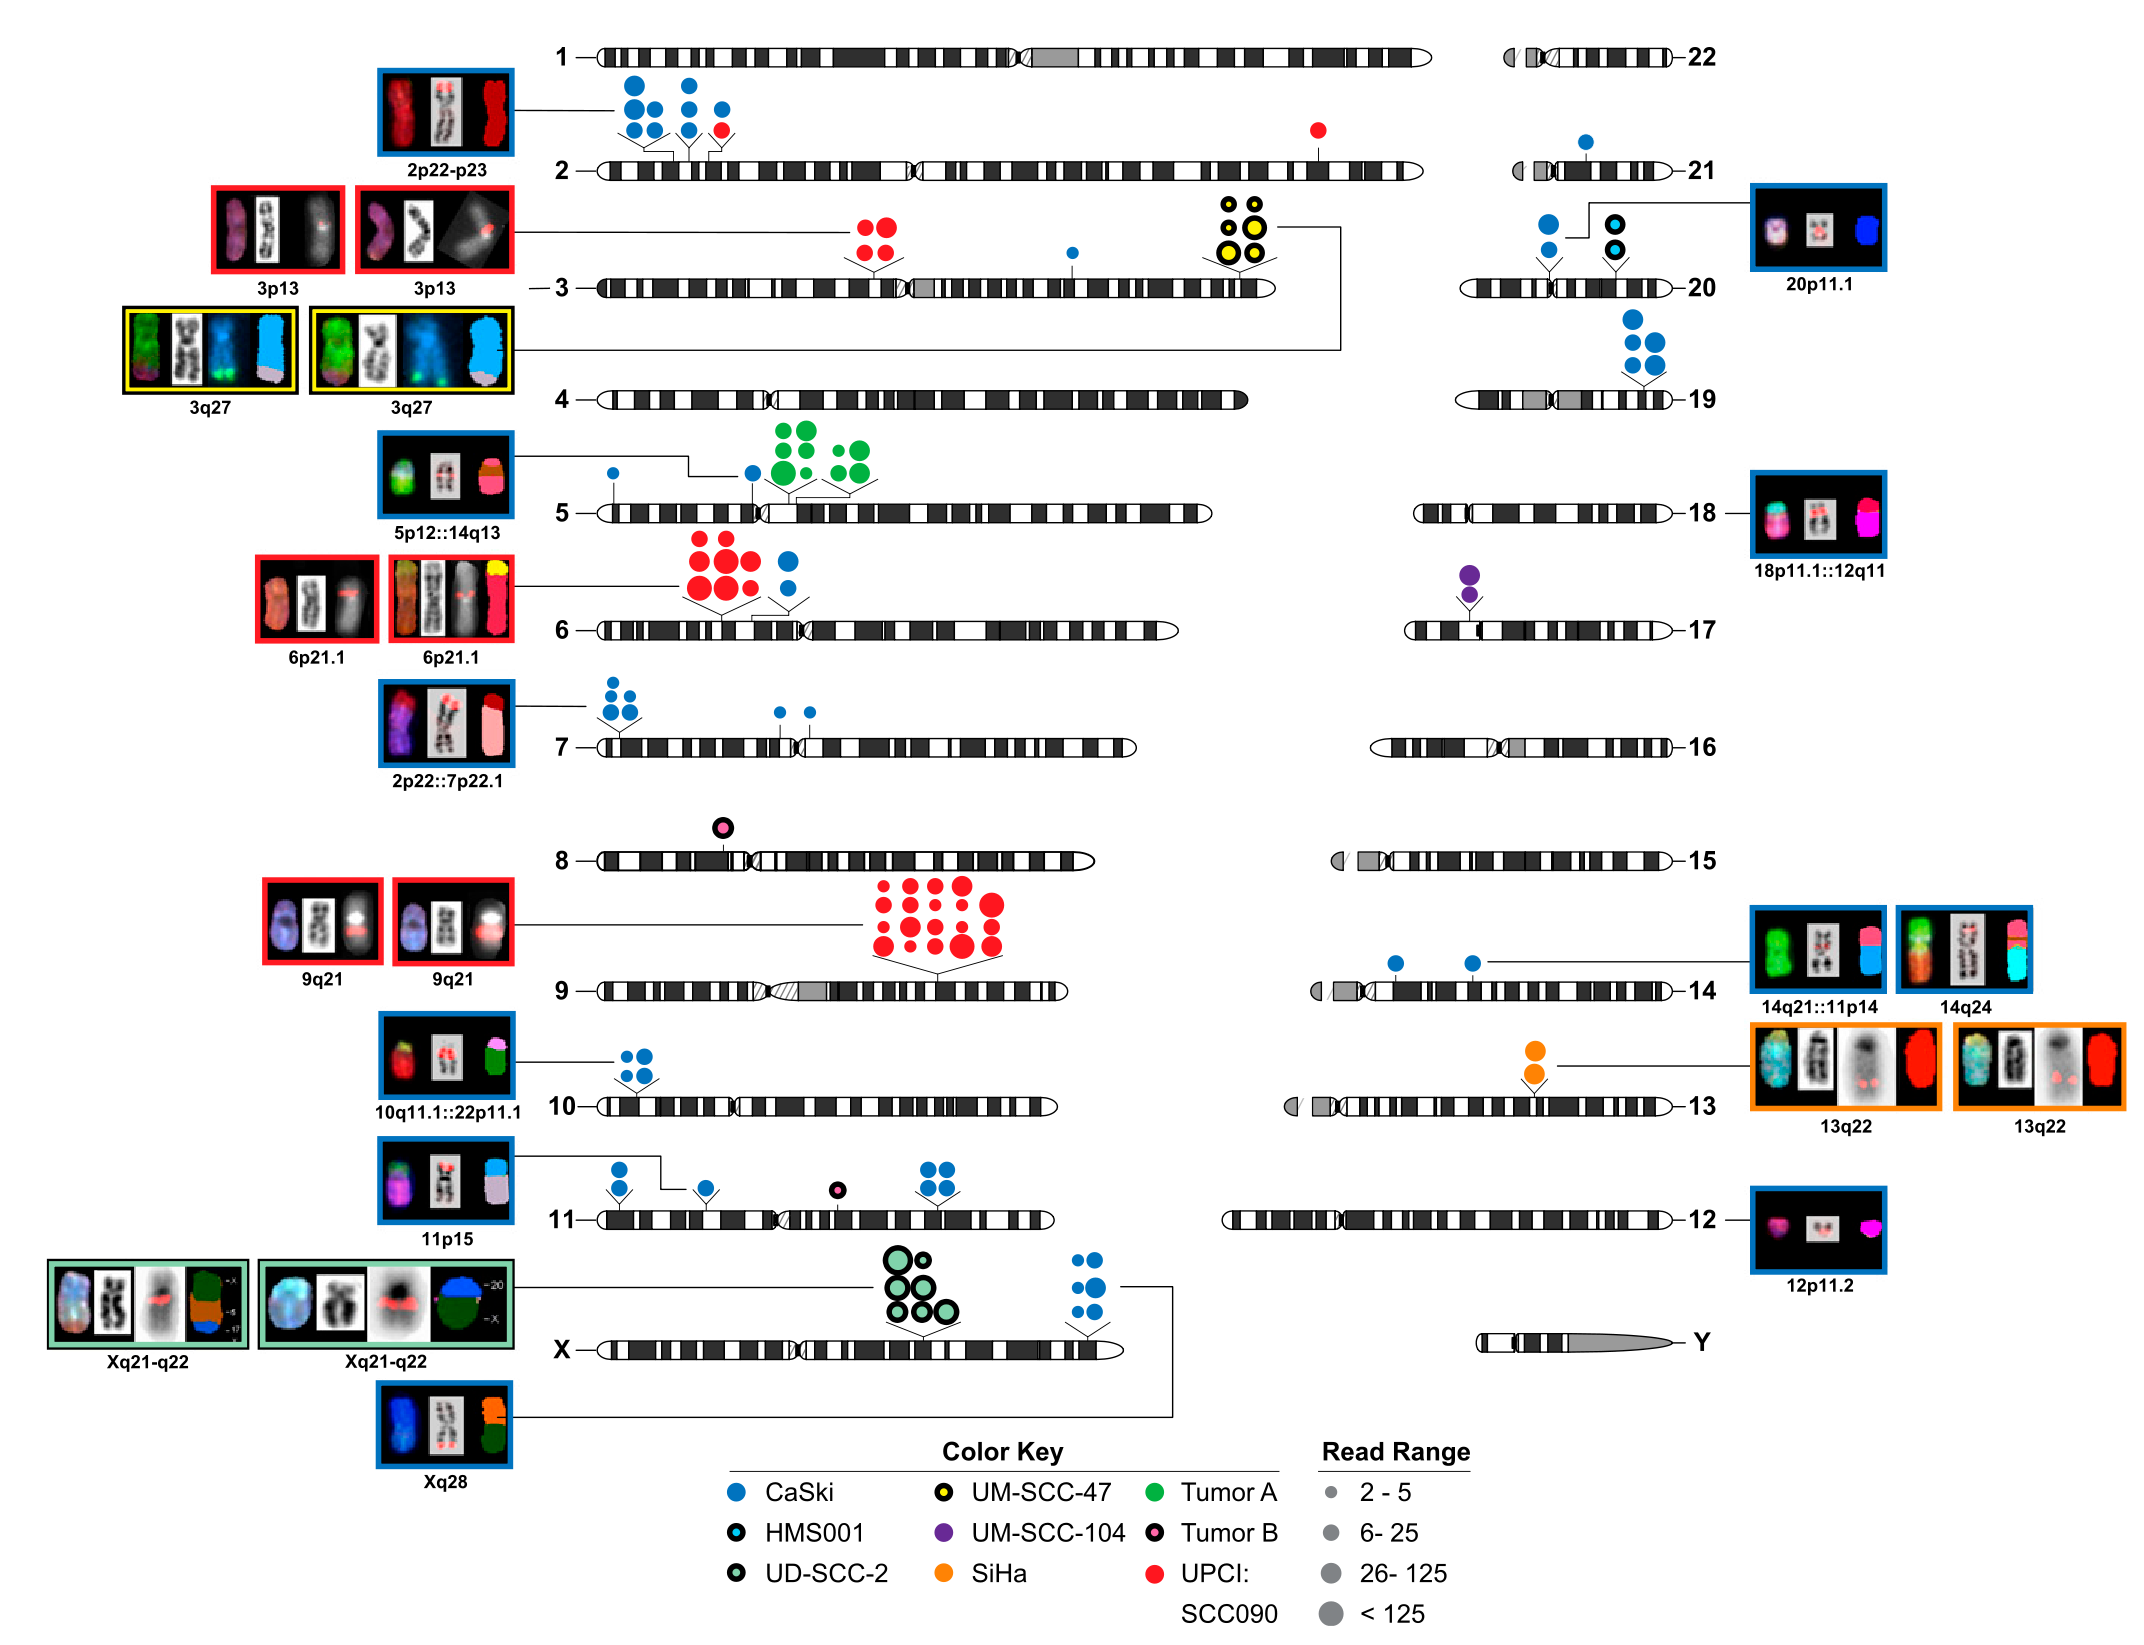 1
22
2p22-p23
2
21
3p13
3p13
3
20
20p11.1
3q27
3q27
4
19
5p12::14q13
5
18
18p11.1::12q11
6p21.1
6p21.1
6
17
2p22::7p22.1
7
16
8
15
9q21
9q21
9
14
14q21::11p14
14q24
10q11.1::22p11.1
10
13
13q22
13q22
11p15
11
12
12p11.2
Xq21-q22
Xq21-q22
-X
-20
-X
X
Y
Xq28
Color Key
Read Range
CaSki
UM-SCC-47
Tumor A
2 - 5
HMS001
UM-SCC-104
Tumor B
6- 25
UD-SCC-2
SiHa
UPCI:
26- 125
SCC090
< 125